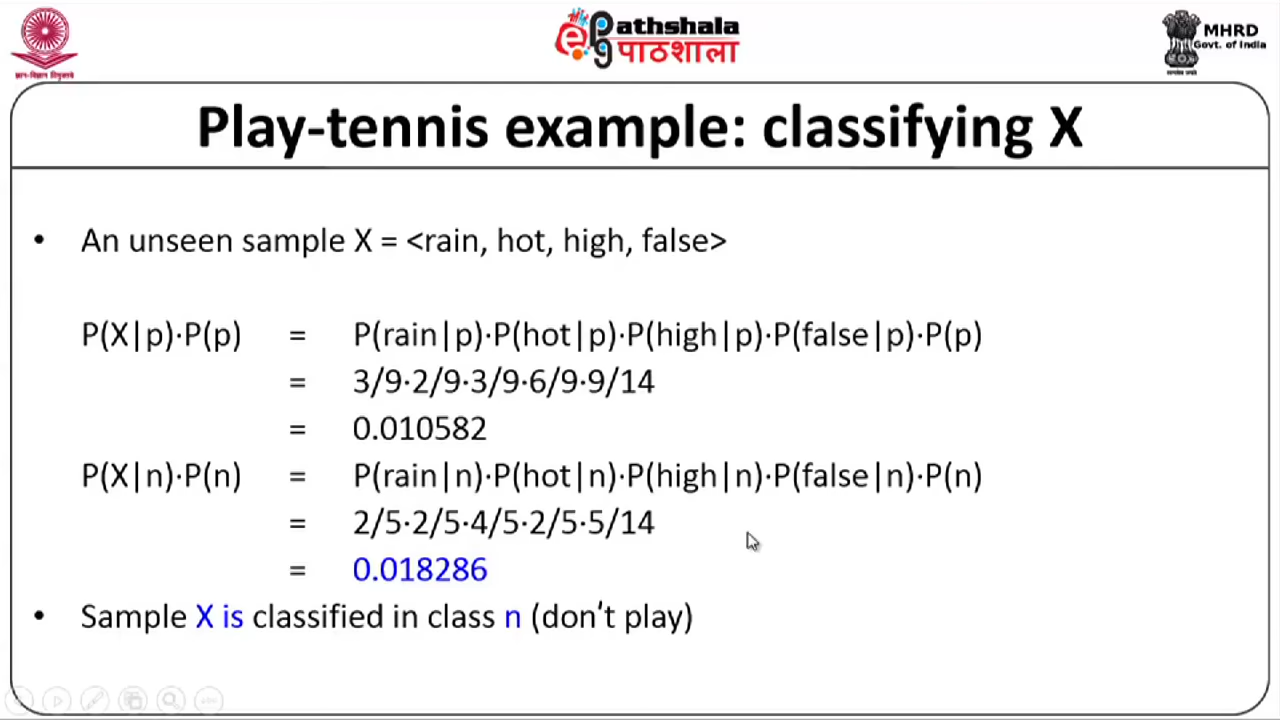 ज्ञान-विज्ञान विमुक्तये
ePathshala
पाठशाला
MHRD
Govt. of India
Play-tennis example: classifying X
• An unseen sample X = <rain, hot, high, false>
P(X|p)·P(p) = P(rain|p)·P(hot|p)·P(high|p)·P(false|p)·P(p)
= 3/9·2/9·3/9·6/9·9/14
= 0.010582
P(X|n)·P(n) = P(rain|n)·P(hot|n)·P(high|n)·P(false|n)·P(n)
= 2/5·2/5·4/5·2/5·5/14
= 0.018286
• Sample X is classified in class n (don't play)